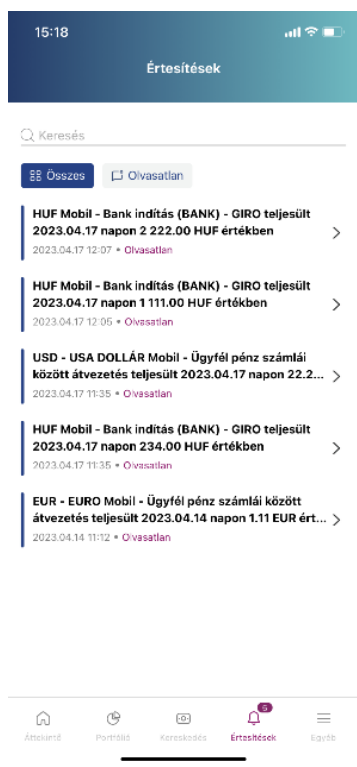 15:18
Értesítések
Keresés
Összes
Olvasatlan
HUF Mobil - Bank indítás (BANK) - GIRO teljesült
2023.04.17 napon 2 222.00 HUF értékben
2023.04.17 12:07 • Olvasatlan
HUF Mobil - Bank indítás (BANK) - GIRO teljesült
2023.04.17 napon 1 111.00 HUF értékben
2023.04.17 12:05 • Olvasatlan
USD - USA DOLLÁR Mobil - Ügyfél pénz számlái
között átvezetés teljesült 2023.04.17 napon 22.2...
2023.04.17 11:35 • Olvasatlan
HUF Mobil - Bank indítás (BANK) - GIRO teljesült
2023.04.17 napon 234.00 HUF értékben
2023.04.17 11:35 • Olvasatlan
EUR - EURO Mobil - Ügyfél pénz számlái között
átvezetés teljesült 2023.04.14 napon 1.11 EUR ért...
2023.04.14 11:12 • Olvasatlan
5
Áttekintő
Portfólió
Kereskedés
Értesítések
Egyéb